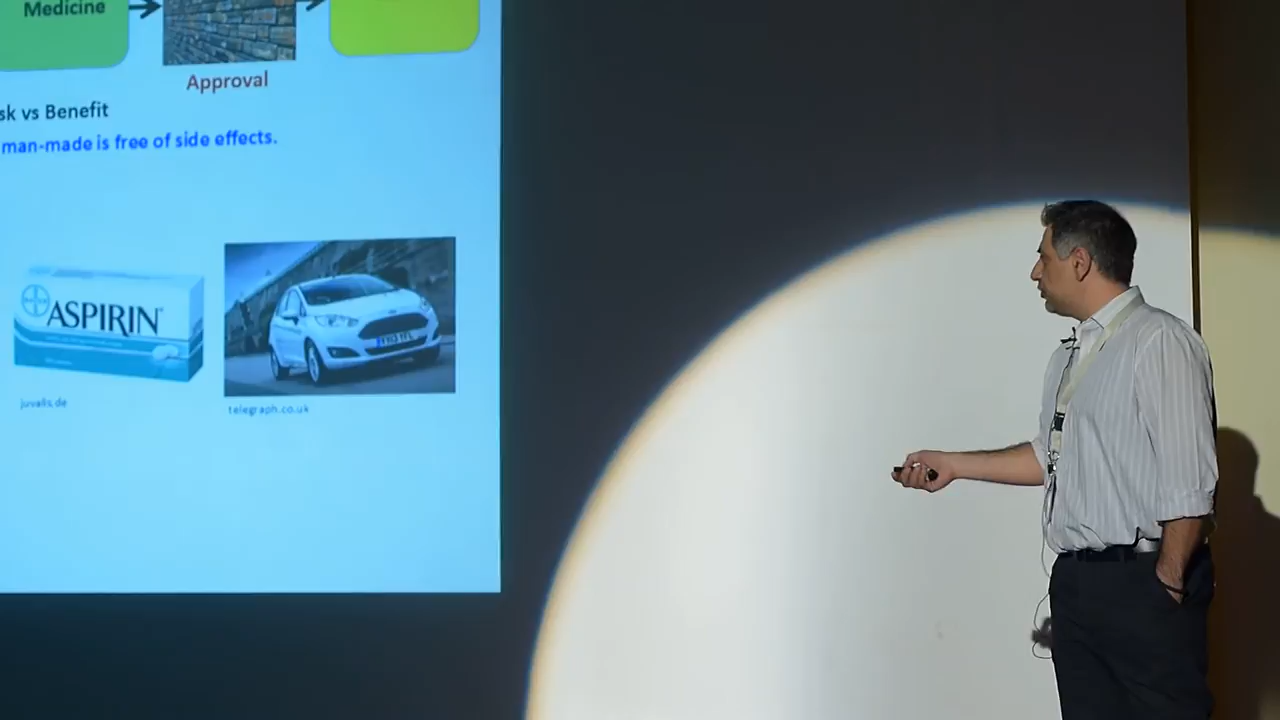 Medicine
Approval
sk vs Benefit
man-made is free of side effects.
ASPIRIN
juvalis.de
telegraph.co.uk